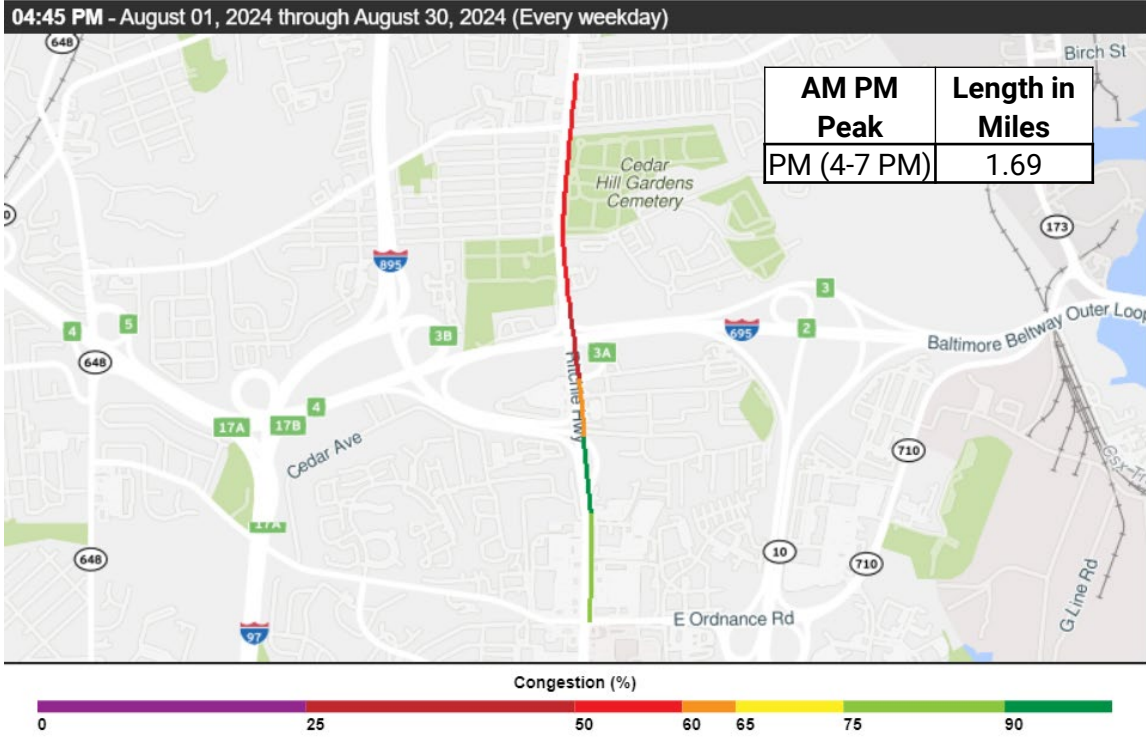 04:45 PM - August 01, 2024 through August 30, 2024 (Every weekday)
648
Birch St
AM PM
Peak
Length in
Miles
PM (4-7 PM)
1.69
Cedar
Hill Gardens
Cemetery
173
895
3
4
5
3B
695
2
Baltimore Beltway Outer Loop
648
3A
Ritchie Hwy
4
17A
17B
Cedar Ave
710
17A
648
10
710
G Line Rd
97
E Ordnance Rd
Congestion (%)
0
25
50
60
65
75
90